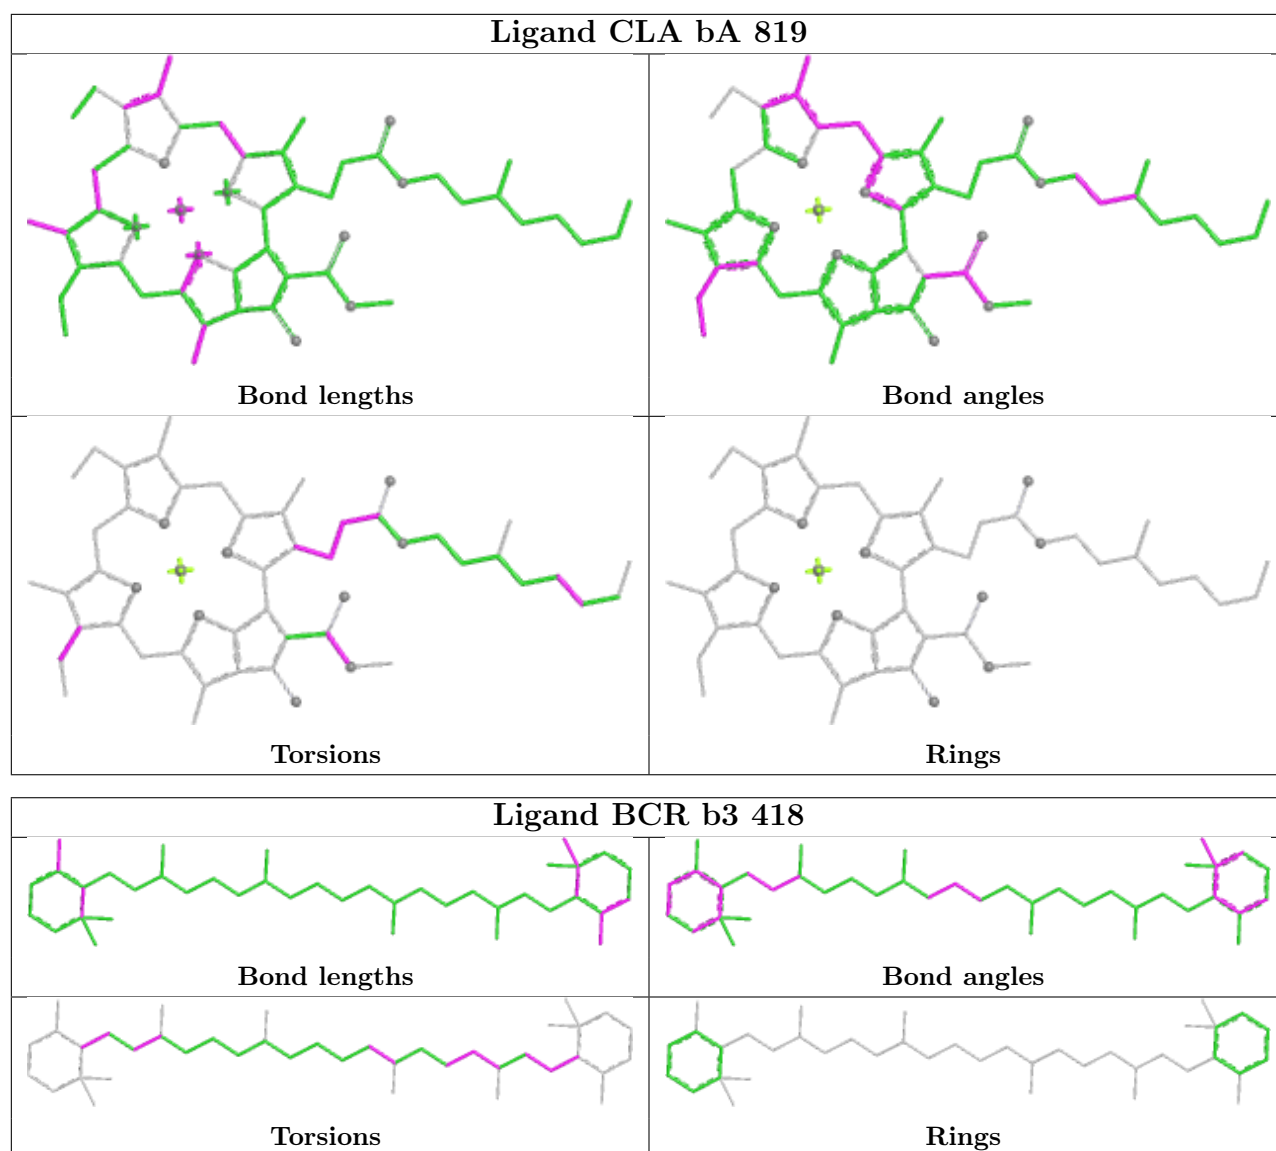 Ligand CLA bA 819
Bond lengths
Bond angles
Torsions
Rings
Ligand BCR b3 418
Bond lengths
Bond angles
Torsions
Rings